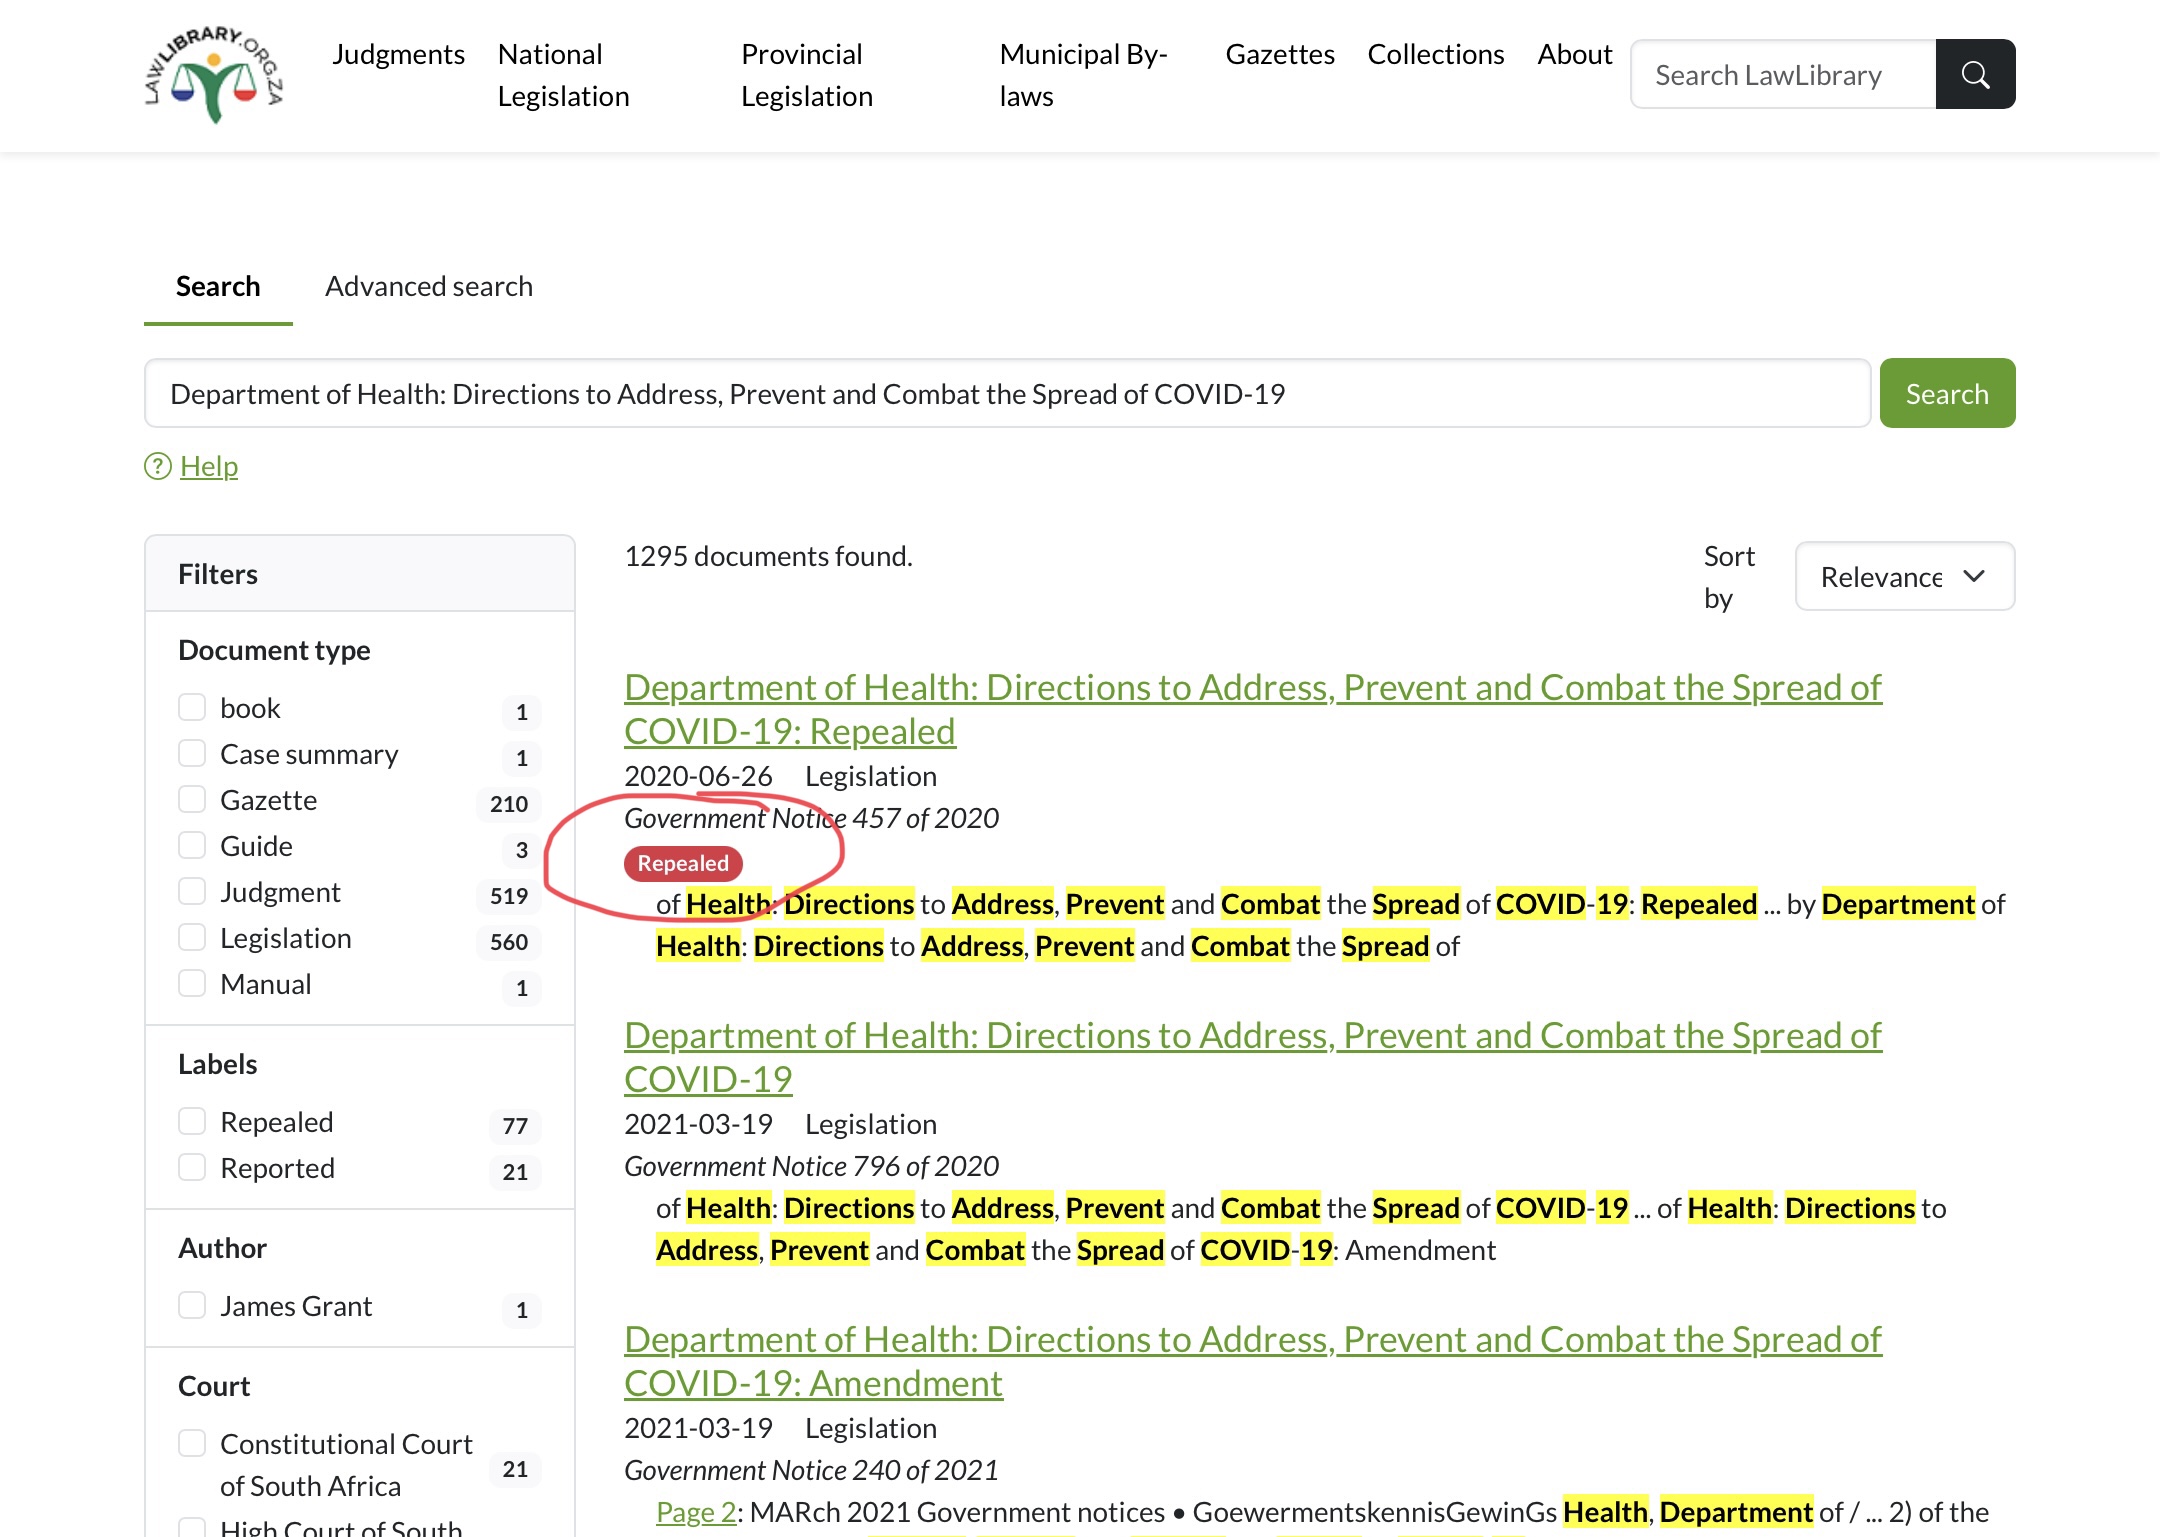 LAWLIBRARY.ORG.ZA
Judgments
National
Legislation
Provincial
Legislation
Municipal By-
laws
Gazettes
Collections
About
Search LawLibrary
Search
Advanced search
Department of Health: Directions to Address, Prevent and Combat the Spread of COVID-19
Search
Help
Filters
Document type
book 1
Case summary 1
Gazette 210
Guide 3
Judgment 519
Legislation 560
Manual 1
Labels
Repealed 77
Reported 21
Author
James Grant 1
Court
Constitutional Court
of South Africa 21
High Court of South
1295 documents found.
Sort
by
Relevance
Department of Health: Directions to Address, Prevent and Combat the Spread of
COVID-19: Repealed
2020-06-26 Legislation
Government Notice 457 of 2020
Repealed
of Health: Directions to Address, Prevent and Combat the Spread of COVID-19: Repealed ... by Department of
Health: Directions to Address, Prevent and Combat the Spread of
Department of Health: Directions to Address, Prevent and Combat the Spread of
COVID-19
2021-03-19 Legislation
Government Notice 796 of 2020
of Health: Directions to Address, Prevent and Combat the Spread of COVID-19 ... of Health: Directions to
Address, Prevent and Combat the Spread of COVID-19: Amendment
Department of Health: Directions to Address, Prevent and Combat the Spread of
COVID-19: Amendment
2021-03-19 Legislation
Government Notice 240 of 2021
Page 2: MARch 2021 Government notices • GoewermentskennisGewinGs Health, Department of / ... 2) of the